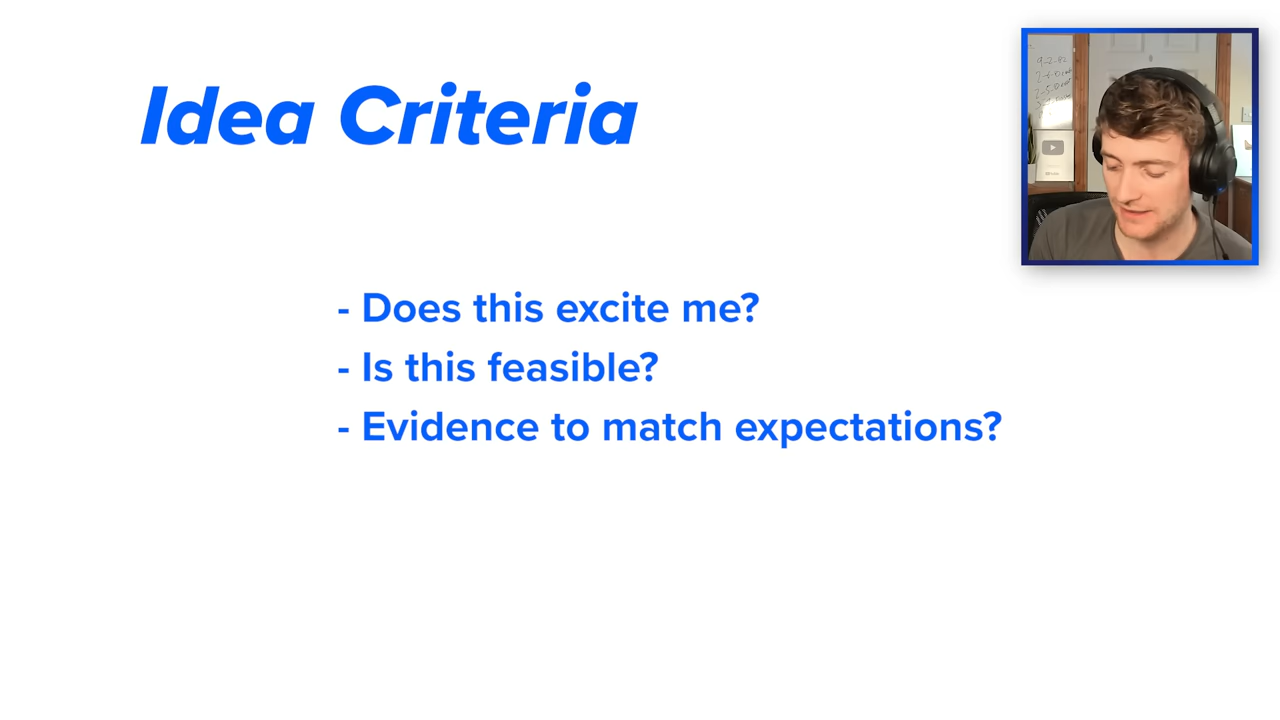 Idea Criteria
- Does this excite me?
- Is this feasible?
- Evidence to match expectations?